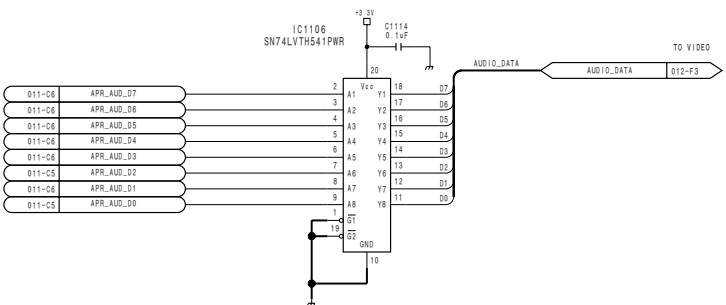 +3.3V
IC1106
SN74LVTH541PWR
C1114
0.1uF
TO VIDEO
AUDIO_DATA
AUDIO_DATA 012-F3
20
Vcc
011-C6 APR_AUD_D7 2 A1 Y1 18 D7
011-C6 APR_AUD_D6 3 A2 Y2 17 D6
011-C6 APR_AUD_D5 4 A3 Y3 16 D5
011-C6 APR_AUD_D4 5 A4 Y4 15 D4
011-C6 APR_AUD_D3 6 A5 Y5 14 D3
011-C5 APR_AUD_D2 7 A6 Y6 13 D2
011-C6 APR_AUD_D1 8 A7 Y7 12 D1
011-C5 APR_AUD_D0 9 A8 Y8 11 D0
1 G1
19 G2
GND
10